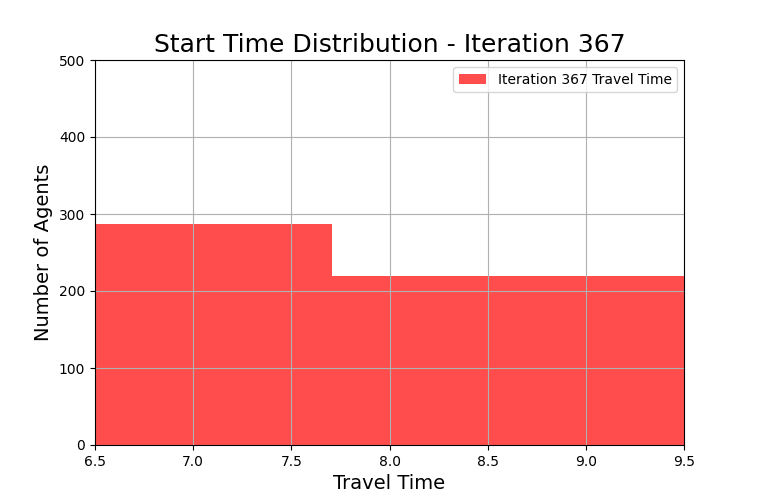 Start Time Distribution - Iteration 367
500
400
300
200
100
0
Number of Agents
Iteration 367 Travel Time
6.5 7.0 7.5 8.0 8.5 9.0 9.5
Travel Time